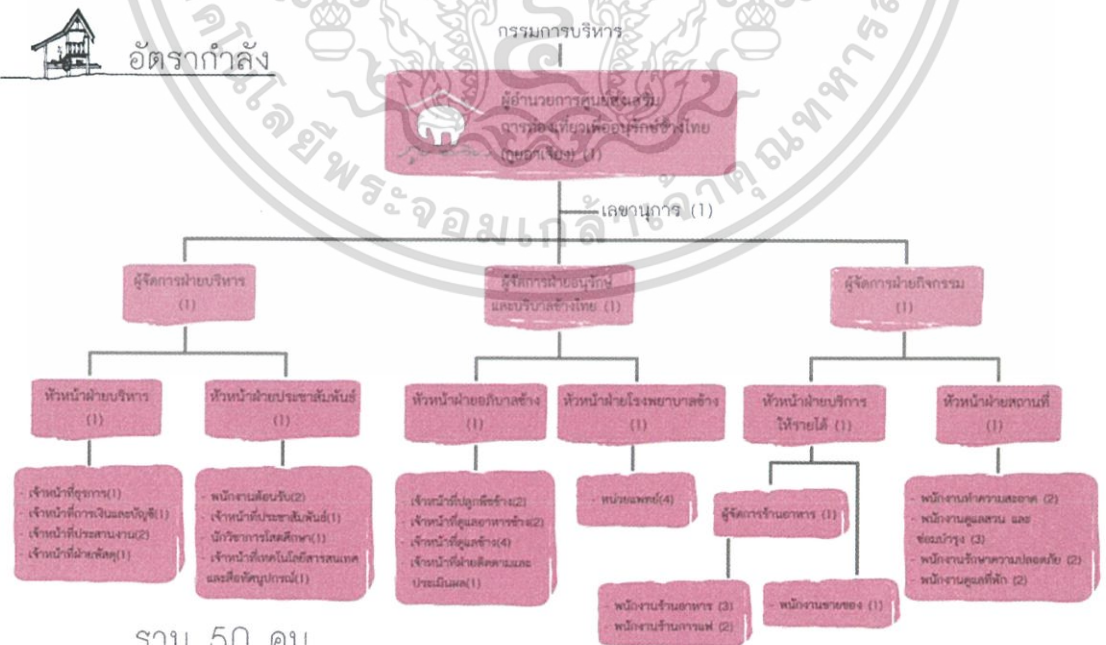 อัตรากำลัง
กรรมการบริหาร
ผู้อำนวยการศูนย์ส่งเสริม
การท่องเที่ยวเพื่ออนุรักษ์ช้างไทย
(กูยอาเจียง) (1)
เลขานุการ (1)
ผู้จัดการฝ่ายบริหาร
(1)
ผู้จัดการฝ่ายอนุรักษ์
และบริบาลช้างไทย (1)
ผู้จัดการฝ่ายกิจกรรม
(1)
หัวหน้าฝ่ายบริหาร
(1)
หัวหน้าฝ่ายประชาสัมพันธ์
(1)
หัวหน้าฝ่ายอภิบาลช้าง
(1)
หัวหน้าฝ่ายโรงพยาบาลช้าง
(1)
หัวหน้าฝ่ายบริการ
ให้รายได้ (1)
หัวหน้าฝ่ายสถานที่
(1)
- เจ้าหน้าที่ธุรการ(1)
- เจ้าหน้าที่การเงินและบัญชี(1)
- เจ้าหน้าที่ประสานงาน(2)
- เจ้าหน้าที่ฝ่ายพัสดุ(1)
- พนักงานต้อนรับ(2)
- เจ้าหน้าที่ประชาสัมพันธ์(1)
- นักวิชาการโสตศึกษา(1)
- เจ้าหน้าที่เทคโนโลยีสารสนเทศ
และสื่อทัศนูปกรณ์(1)
- เจ้าหน้าที่ปลูกพืชช้าง(2)
- เจ้าหน้าที่ดูแลอาหารช้าง(2)
- เจ้าหน้าที่ดูแลช้าง(4)
- เจ้าหน้าที่ฝ่ายติดตามและ
ประเมินผล(1)
- หน่วยแพทย์(4)
ผู้จัดการร้านอาหาร (1)
- พนักงานร้านอาหาร (3)
- พนักงานร้านกาแฟ (2)
- พนักงานขายของ (1)
- พนักงานทำความสะอาด (2)
- พนักงานดูแลสวน และ
ซ่อมบำรุง (3)
- พนักงานรักษาความปลอดภัย (2)
- พนักงานดูแลที่พัก (2)
รวม 50 คน